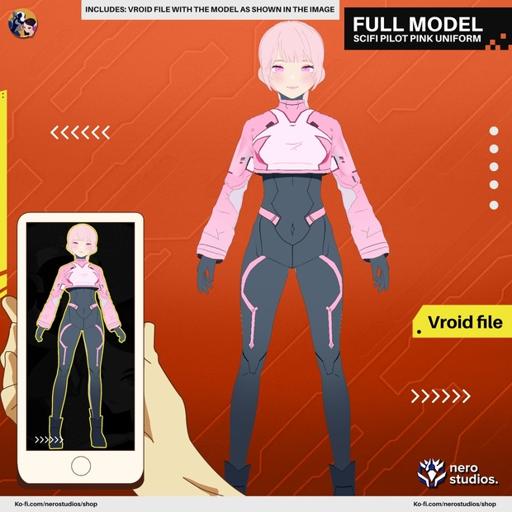 INCLUDES: VROID FILE WITH THE MODEL AS SHOWN IN THE IMAGE
FULL MODEL
SCIFI PILOT PINK UNIFORM
Vroid file
nero
studios.
Ko-fi.com/nerostudios/shop
Ko-fi.com/nerostudios/shop